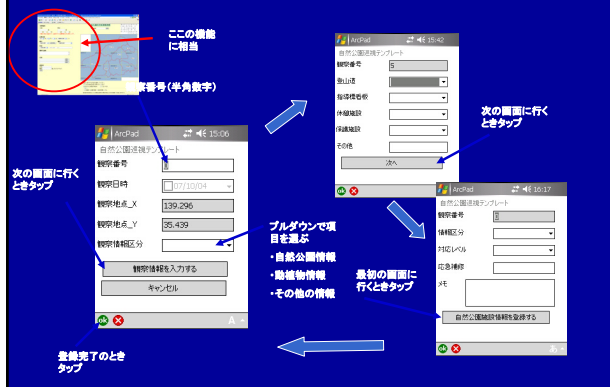 ここの機能
に相当
察番号(半角数字)
ArcPad 15:06
自然公園巡視テンプレート
観察番号
観察日時 07/10/04
観察地点_X 139.296
観察地点_Y 35.439
観察情報区分
観察情報を入力する
キャンセル
ok A
次の画面に行く
ときタップ
登録完了のとき
タップ
プルダウンで項
目を選ぶ
・自然公園情報
・動植物情報
・その他の情報
ArcPad 15:42
自然公園巡視テンプレート
観察番号 5
登山道
指導標看板
休憩施設
保護施設
その他
次へ
ok
次の画面に行く
ときタップ
ArcPad 16:17
自然公園巡視テンプレート
観察番号
情報区分
対応レベル
応急補修
メモ
自然公園施設情報を登録する
ok あ
最初の画面に
行くときタップ